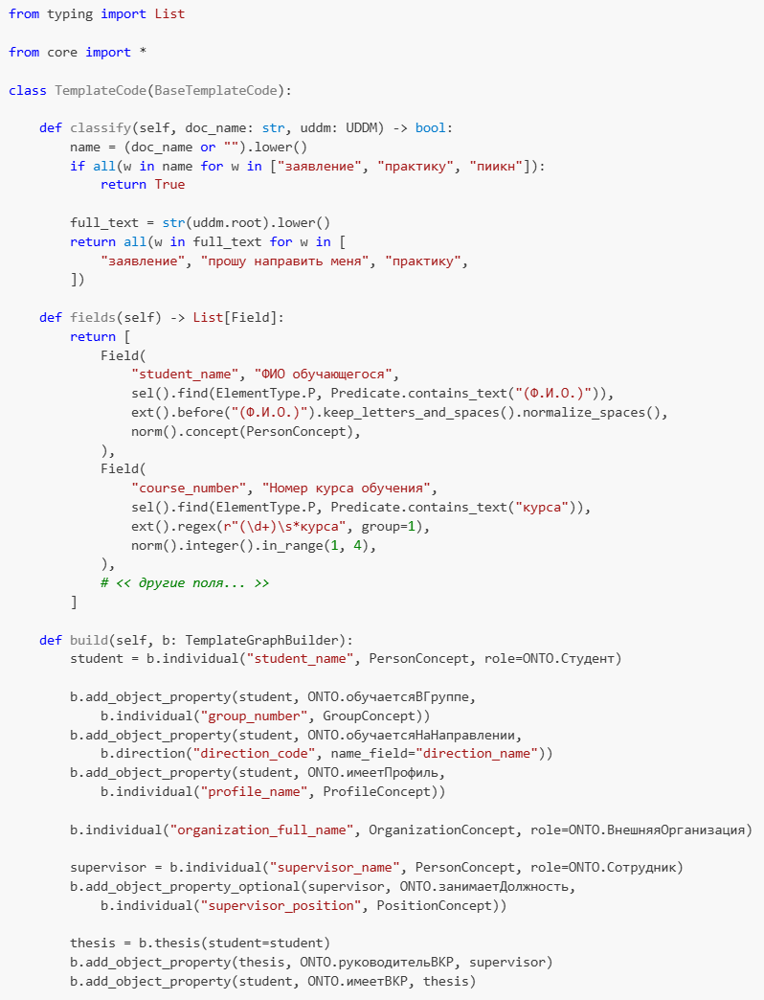 from typing import List

from core import *

class TemplateCode(BaseTemplateCode):

    def classify(self, doc_name: str, uddm: UDDM) -> bool:
        name = (doc_name or "").lower()
        if all(w in name for w in ["заявление", "практику", "пиикн"]):
            return True

        full_text = str(uddm.root).lower()
        return all(w in full_text for w in [
            "заявление", "прошу направить меня", "практику",
        ])

    def fields(self) -> List[Field]:
        return [
            Field(
                "student_name", "ФИО обучающегося",
                sel().find(ElementType.P, Predicate.contains_text("(Ф.И.О.)")),
                ext().before("(Ф.И.О.)").keep_letters_and_spaces().normalize_spaces(),
                norm().concept(PersonConcept),
            ),
            Field(
                "course_number", "Номер курса обучения",
                sel().find(ElementType.P, Predicate.contains_text("курса")),
                ext().regex(r"(\d+)\s*курса", group=1),
                norm().integer().in_range(1, 4),
            ),
            # << другие поля... >>
        ]

    def build(self, b: TemplateGraphBuilder):
        student = b.individual("student_name", PersonConcept, role=ONTO.Студент)

        b.add_object_property(student, ONTO.обучаетсяВГруппе,
            b.individual("group_number", GroupConcept))
        b.add_object_property(student, ONTO.обучаетсяНаНаправлении,
            b.direction("direction_code", name_field="direction_name"))
        b.add_object_property(student, ONTO.имеетПрофиль,
            b.individual("profile_name", ProfileConcept))

        b.individual("organization_full_name", OrganizationConcept, role=ONTO.ВнешняяОрганизация)

        supervisor = b.individual("supervisor_name", PersonConcept, role=ONTO.Сотрудник)
        b.add_object_property_optional(supervisor, ONTO.занимаетДолжность,
            b.individual("supervisor_position", PositionConcept))

        thesis = b.thesis(student=student)
        b.add_object_property(thesis, ONTO.руководительВКР, supervisor)
        b.add_object_property(student, ONTO.имеетВКР, thesis)